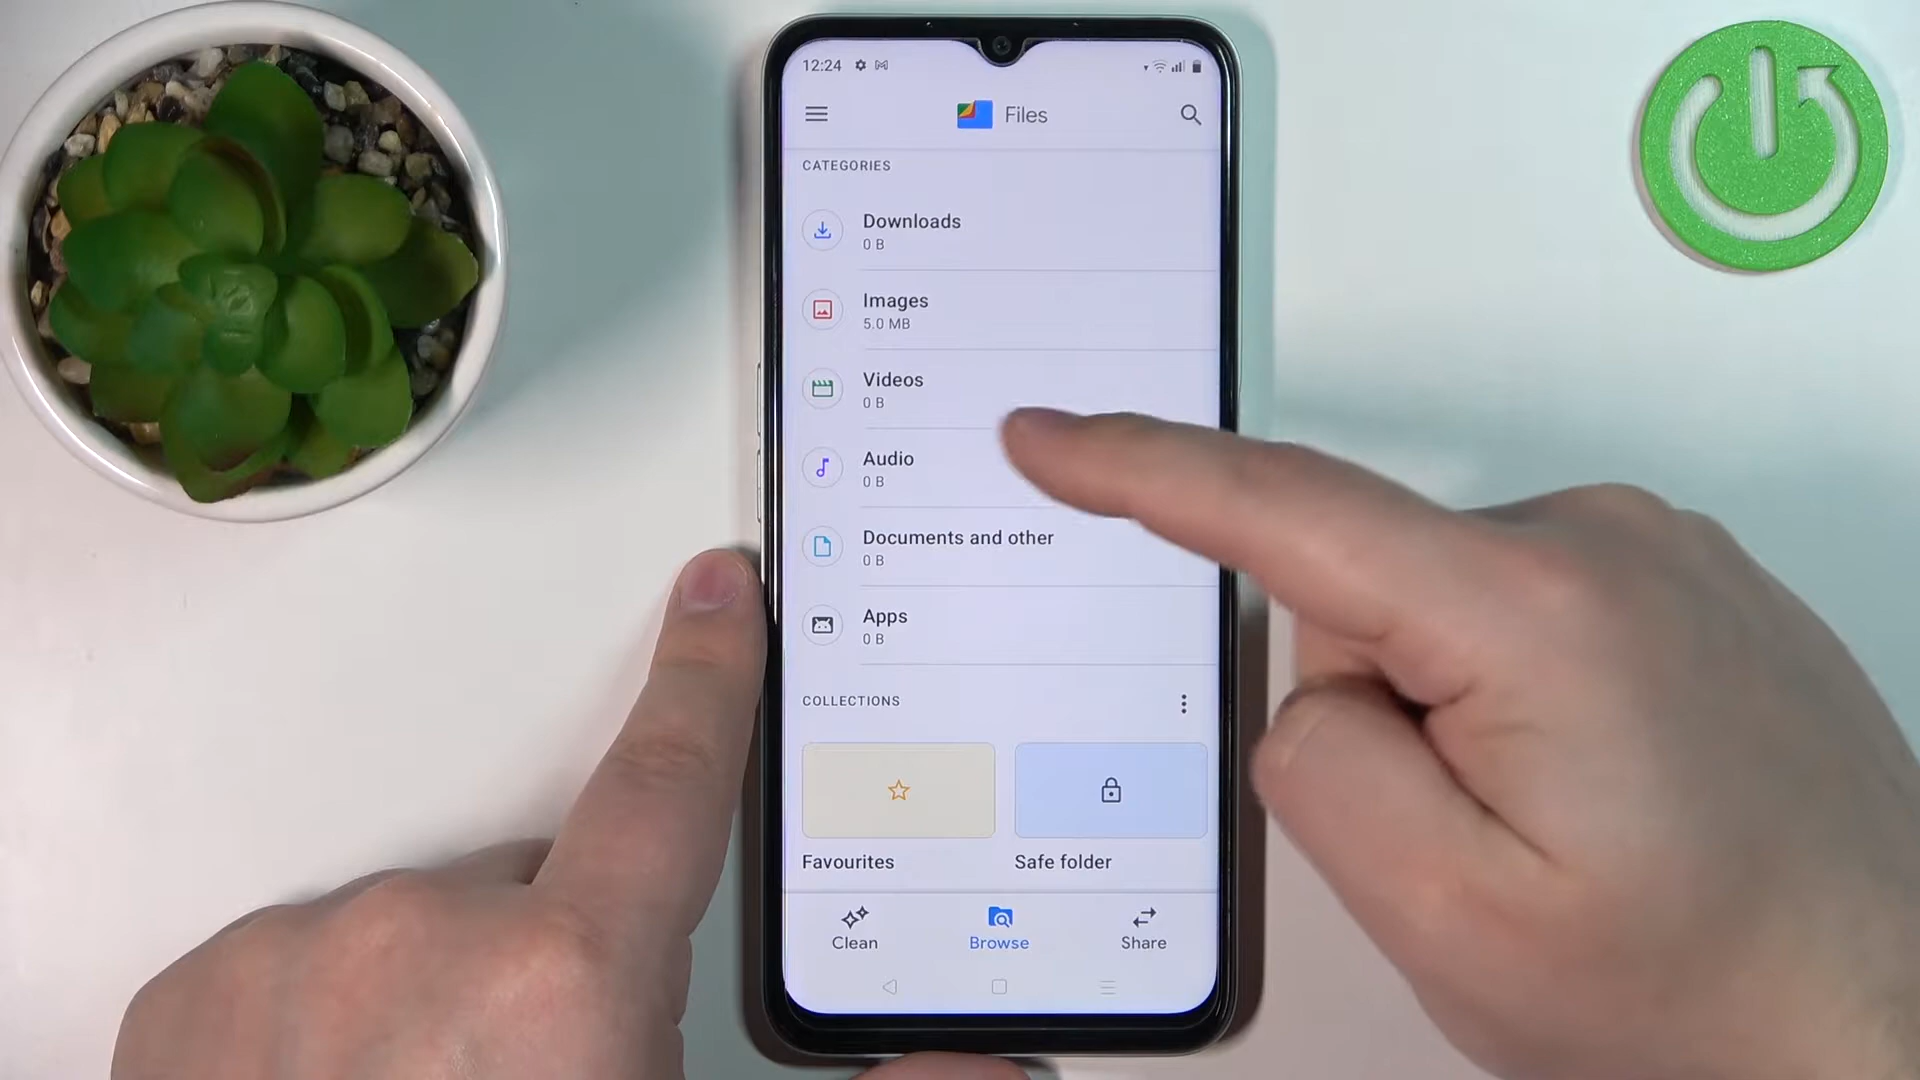 12:24
Files
CATEGORIES
Downloads
0 B
Images
5.0 MB
Videos
0 B
Audio
0 B
Documents and other
0 B
Apps
0 B
COLLECTIONS
Favourites
Safe folder
Clean
Browse
Share